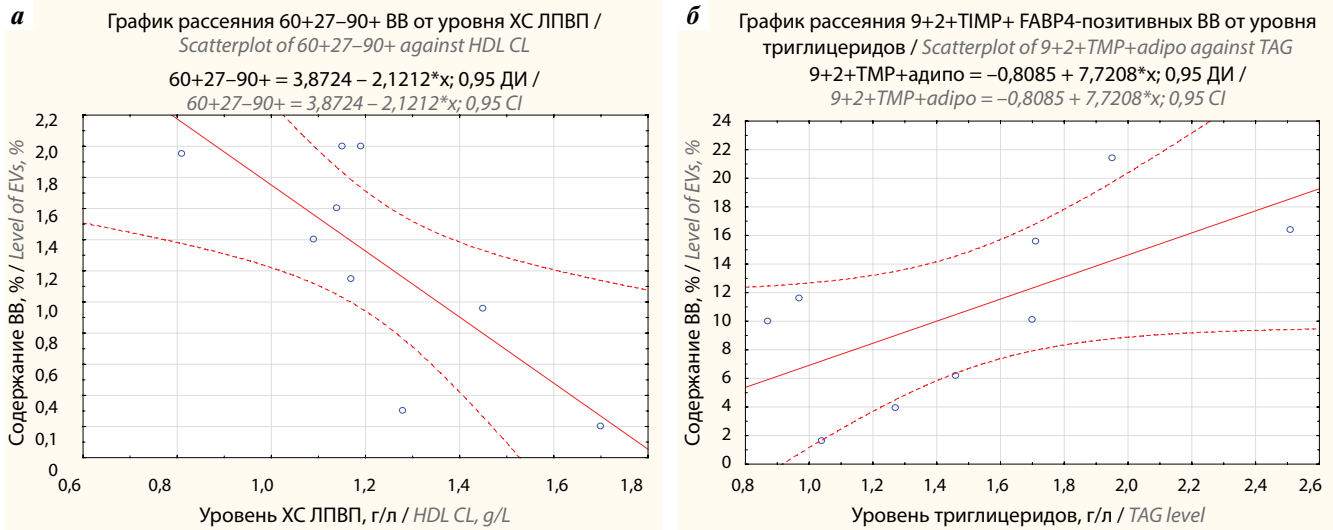 а
График рассеяния 60+27–90+ ВВ от уровня ХС ЛПВП /
Scatterplot of 60+27–90+ against HDL CL
60+27–90+ = 3,8724 – 2,1212*x; 0,95 ДИ /
60+27–90+ = 3,8724 – 2,1212*x; 0,95 CI
Содержание ВВ, % / Level of EVs, %
2,2
2,0
1,8
1,6
1,4
1,2
1,0
0,8
0,6
0,4
0,1
0
0,6 0,8 1,0 1,2 1,4 1,6 1,8
Уровень ХС ЛПВП, г/л / HDL CL, g/L
б
График рассеяния 9+2+TIMP+ FABP4-позитивных ВВ от уровня
триглицеридов / Scatterplot of 9+2+TMP+adipo against TAG
9+2+TMP+адипо = –0,8085 + 7,7208*x; 0,95 ДИ /
9+2+TMP+adipo = –0,8085 + 7,7208*x; 0,95 CI
Содержание ВВ, % / Level of EVs, %
24
22
20
18
16
14
12
10
8
6
4
2
0
0,8 1,0 1,2 1,4 1,6 1,8 2,0 2,2 2,4 2,6
Уровень триглицеридов, г/л / TAG level